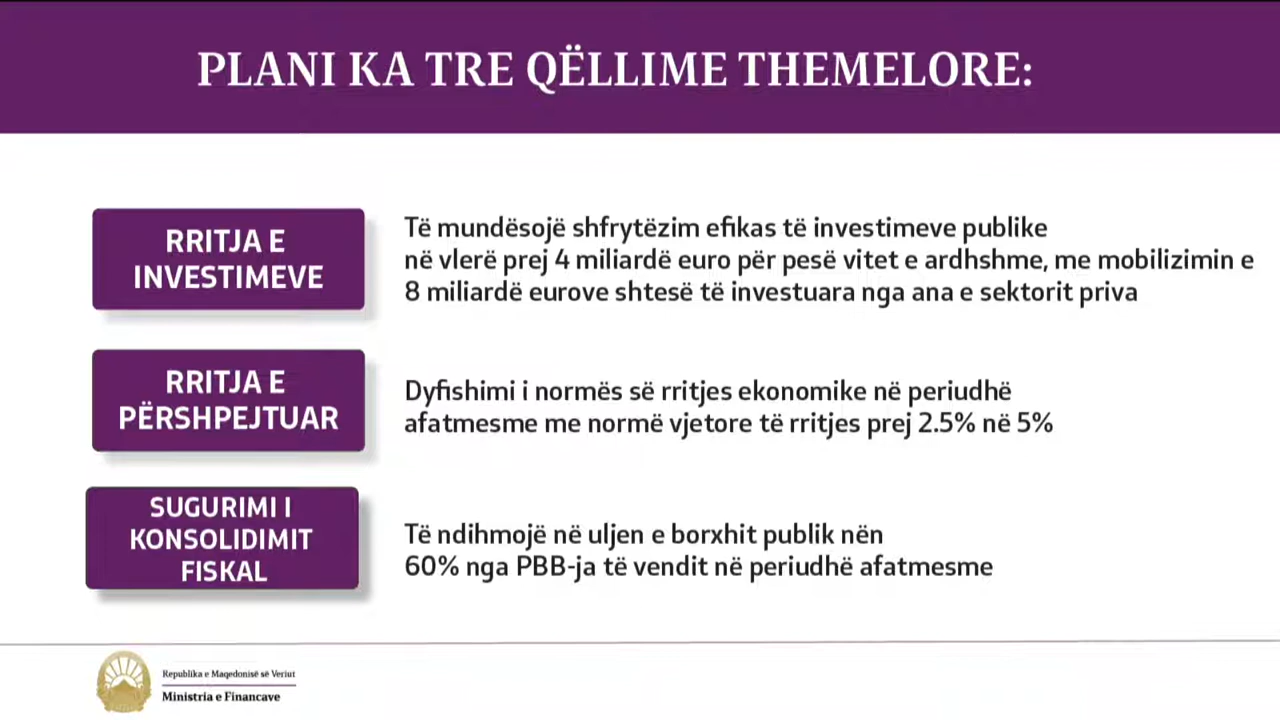 PLANI KA TRE QËLLIME THEMELORE:
RRITJA E
INVESTIMEVE
Të mundësojë shfrytëzim efikas të investimeve publike
në vlerë prej 4 miliardë euro për pesë vitet e ardhshme, me mobilizimin e
8 miliardë eurove shtesë të investuara nga ana e sektorit priva
RRITJA E
PËRSHPEJTUAR
Dyfishimi i normës së rritjes ekonomike në periudhë
afatmesme me normë vjetore të rritjes prej 2.5% në 5%
SUGURIMI I
KONSOLIDIMIT
FISKAL
Të ndihmojë në uljen e borxhit publik nën
60% nga PBB-ja të vendit në periudhë afatmesme
Republika e Maqedonisë së Veriut
Ministria e Financave